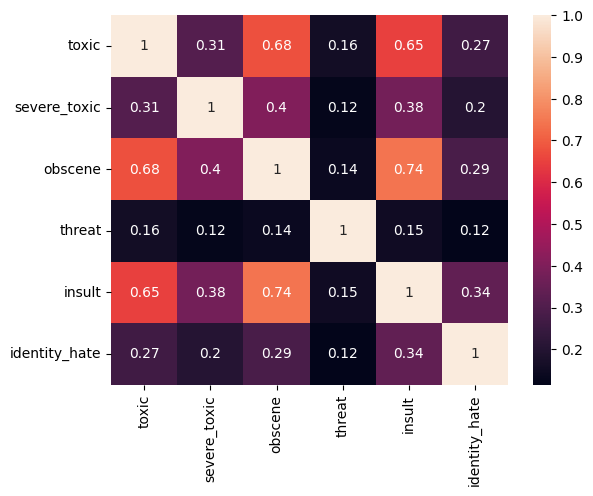 toxic 1 0.31 0.68 0.16 0.65 0.27
severe_toxic 0.31 1 0.4 0.12 0.38 0.2
obscene 0.68 0.4 1 0.14 0.74 0.29
threat 0.16 0.12 0.14 1 0.15 0.12
insult 0.65 0.38 0.74 0.15 1 0.34
identity_hate 0.27 0.2 0.29 0.12 0.34 1
toxic
severe_toxic
obscene
threat
insult
identity_hate
1.0
0.9
0.8
0.7
0.6
0.5
0.4
0.3
0.2